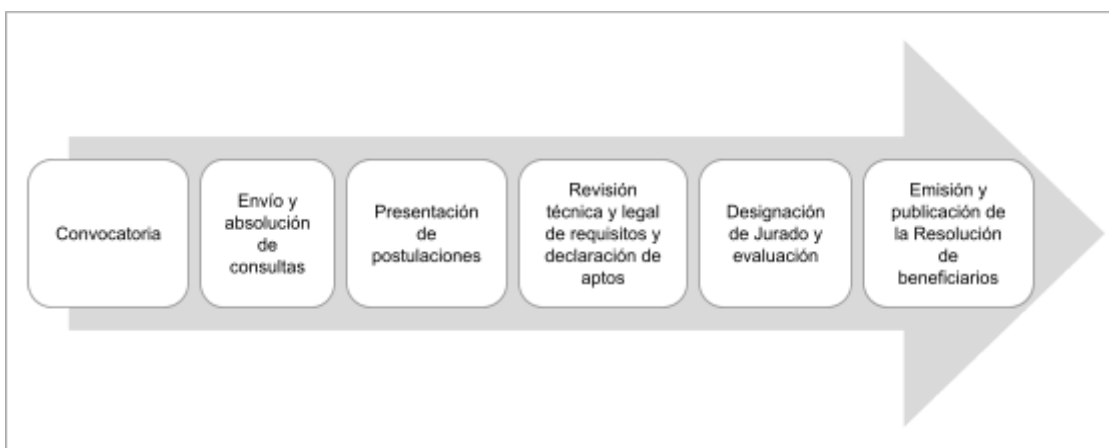 Convocatoria
Envío y
absolución
de
consultas
Presentación
de
postulaciones
Revisión
técnica y legal
de requisitos y
declaración de
aptos
Designación
de Jurado y
evaluación
Emisión y
publicación de
la Resolución
de
beneficiarios